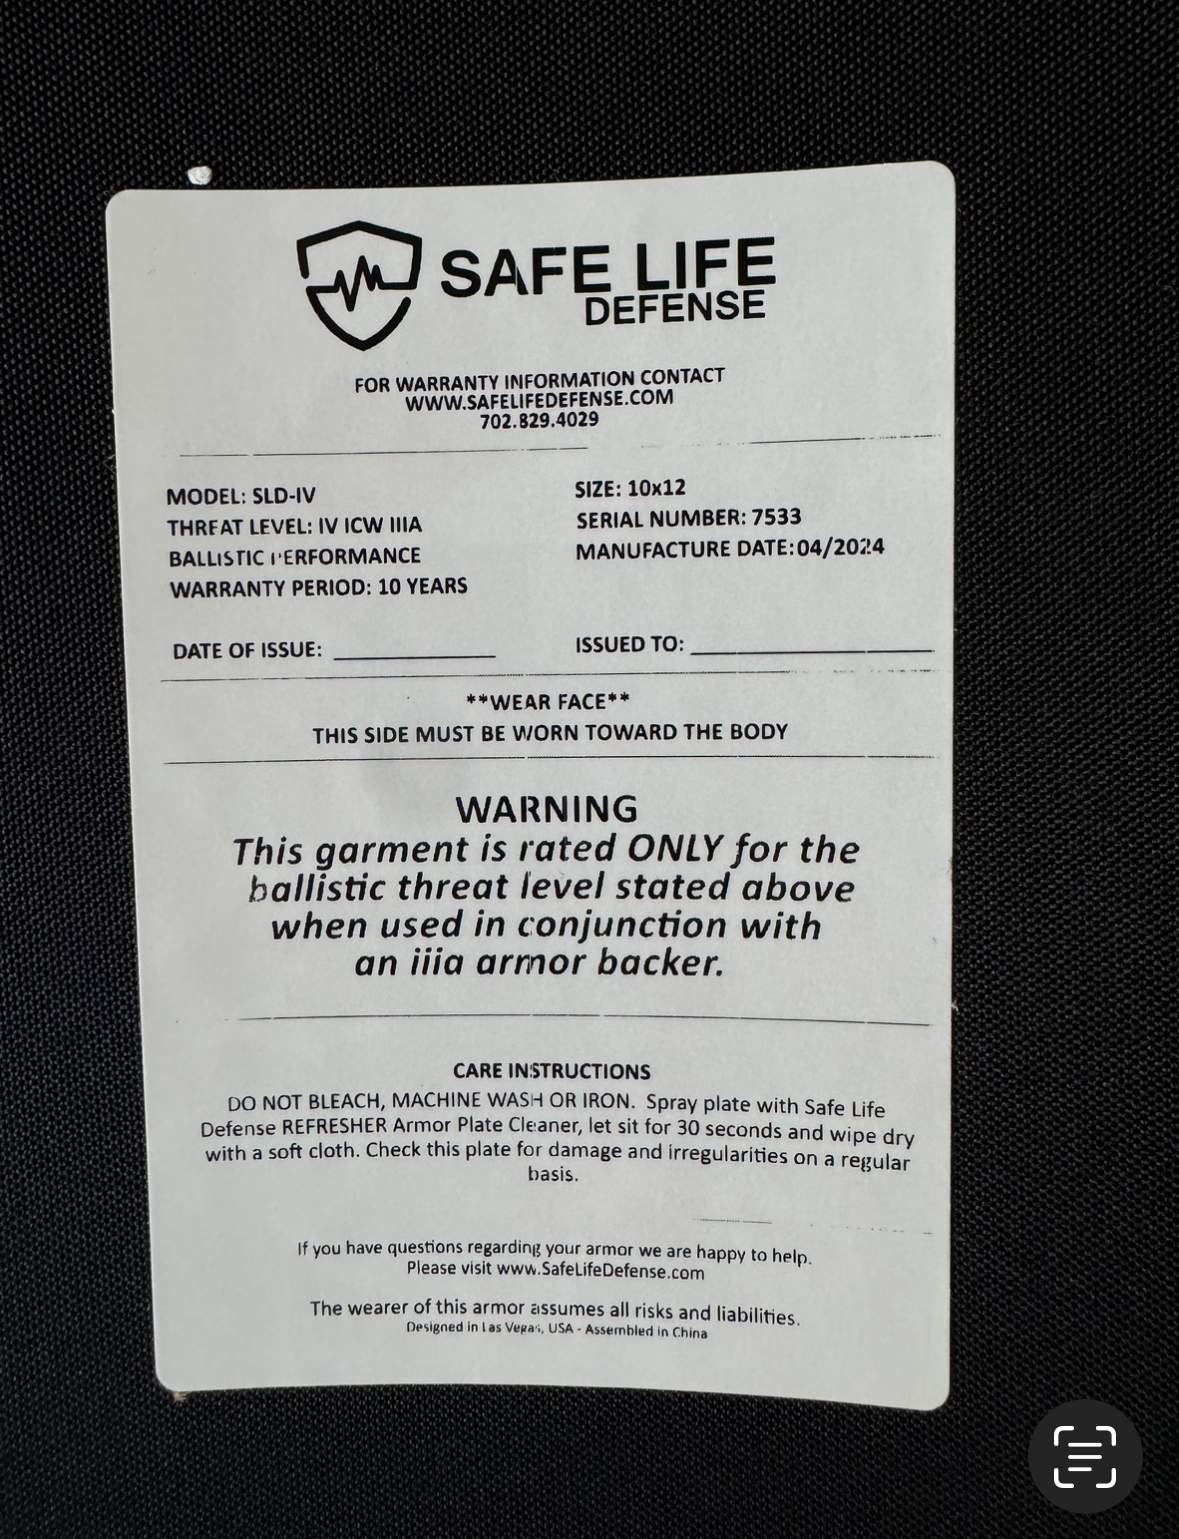 SAFE LIFE
DEFENSE
FOR WARRANTY INFORMATION CONTACT
WWW.SAFELIFEDEFENSE.COM
702.829.4029
MODEL: SLD-IV
THREAT LEVEL: IV ICW IIIA
BALLISTIC PERFORMANCE
WARRANTY PERIOD: 10 YEARS
SIZE: 10x12
SERIAL NUMBER: 7533
MANUFACTURE DATE:04/2024
DATE OF ISSUE: ____________
ISSUED TO: ____________________
**WEAR FACE**
THIS SIDE MUST BE WORN TOWARD THE BODY
WARNING
This garment is rated ONLY for the
ballistic threat level stated above
when used in conjunction with
an iiia armor backer.
CARE INSTRUCTIONS
DO NOT BLEACH, MACHINE WASH OR IRON. Spray plate with Safe Life
Defense REFRESHER Armor Plate Cleaner, let sit for 30 seconds and wipe dry
with a soft cloth. Check this plate for damage and irregularities on a regular
basis.
If you have questions regarding your armor we are happy to help.
Please visit www.SafeLifeDefense.com
The wearer of this armor assumes all risks and liabilities.
Designed in Las Vegas, USA - Assembled in China